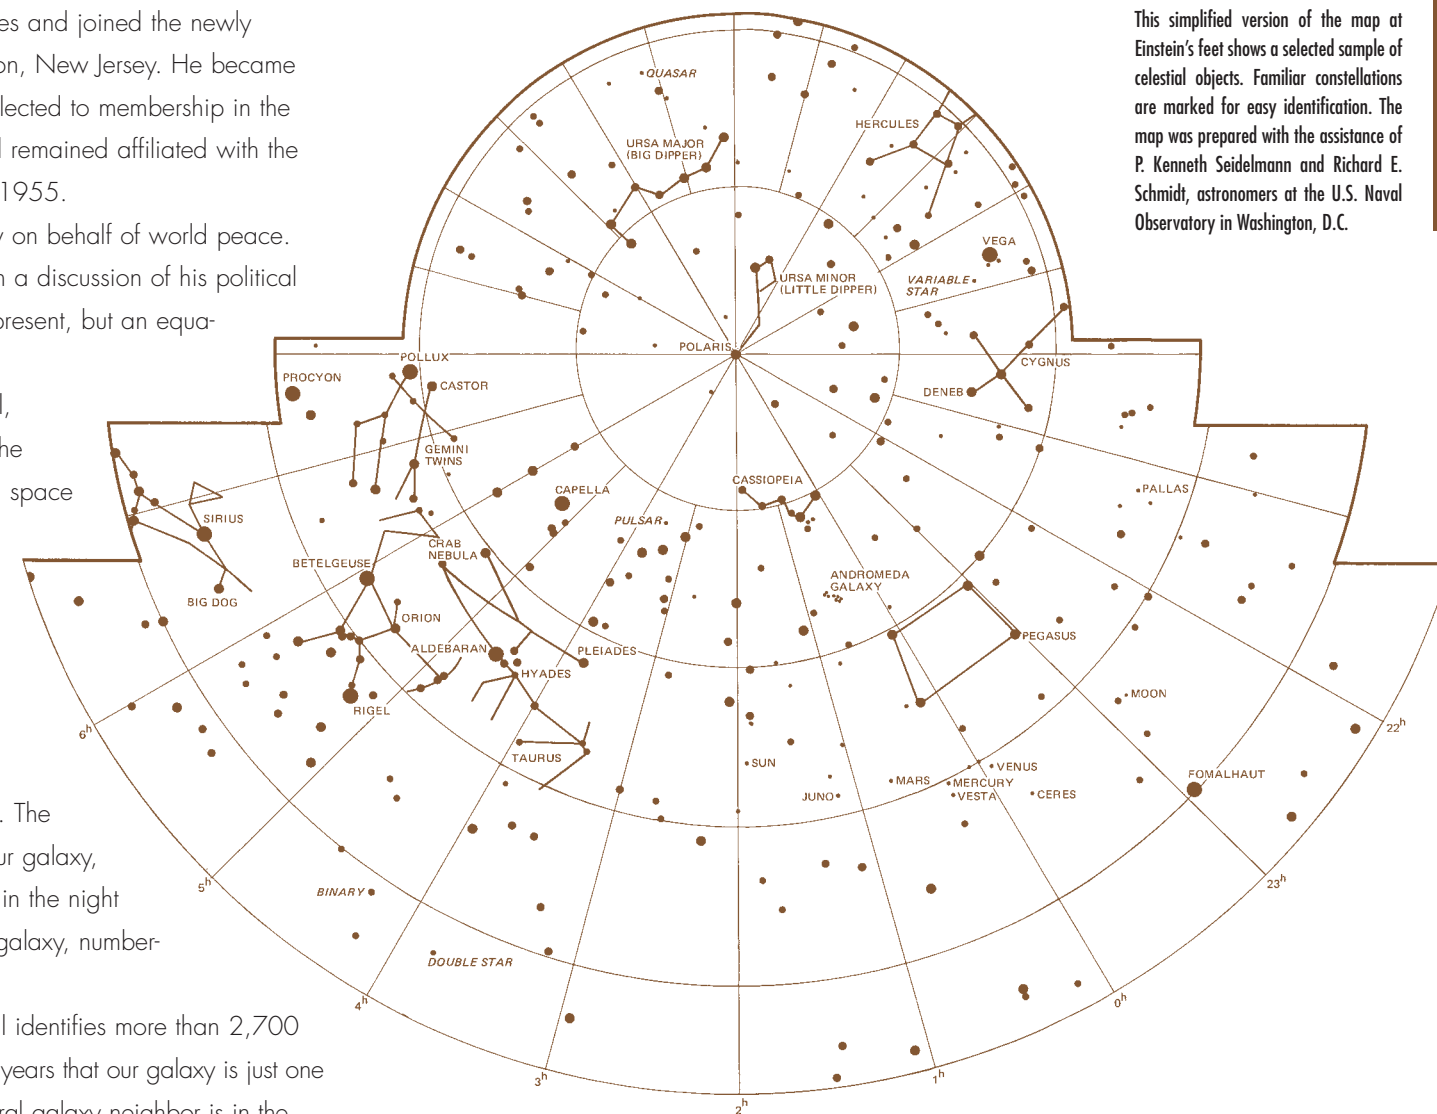 es and joined the newly
on, New Jersey. He became
lected to membership in the
l remained affiliated with the
1955.
y on behalf of world peace.
n a discussion of his political
present, but an equa-
l,
he
space
. The
ur galaxy,
in the night
galaxy, number-
l identifies more than 2,700
years that our galaxy is just one
ral galaxy neighbor is in the
This simplified version of the map at
Einstein's feet shows a selected sample of
celestial objects. Familiar constellations
are marked for easy identification. The
map was prepared with the assistance of
P. Kenneth Seidelmann and Richard E.
Schmidt, astronomers at the U.S. Naval
Observatory in Washington, D.C.
QUASAR
URSA MAJOR
(BIG DIPPER)
HERCULES
VEGA
VARIABLE
STAR
URSA MINOR
(LITTLE DIPPER)
POLARIS
CYGNUS
DENEB
POLLUX
PROCYON
CASTOR
GEMINI
TWINS
CAPELLA
CASSIOPEIA
PALLAS
SIRIUS
PULSAR
CRAB
NEBULA
BETELGEUSE
BIG DOG
ANDROMEDA
GALAXY
ORION
ALDEBARAN
PLEIADES
HYADES
PEGASUS
RIGEL
MOON
TAURUS
SUN
JUNO
MARS
VENUS
MERCURY
VESTA
CERES
FOMALHAUT
BINARY
DOUBLE STAR
6h
5h
4h
3h
2h
1h
0h
23h
22h